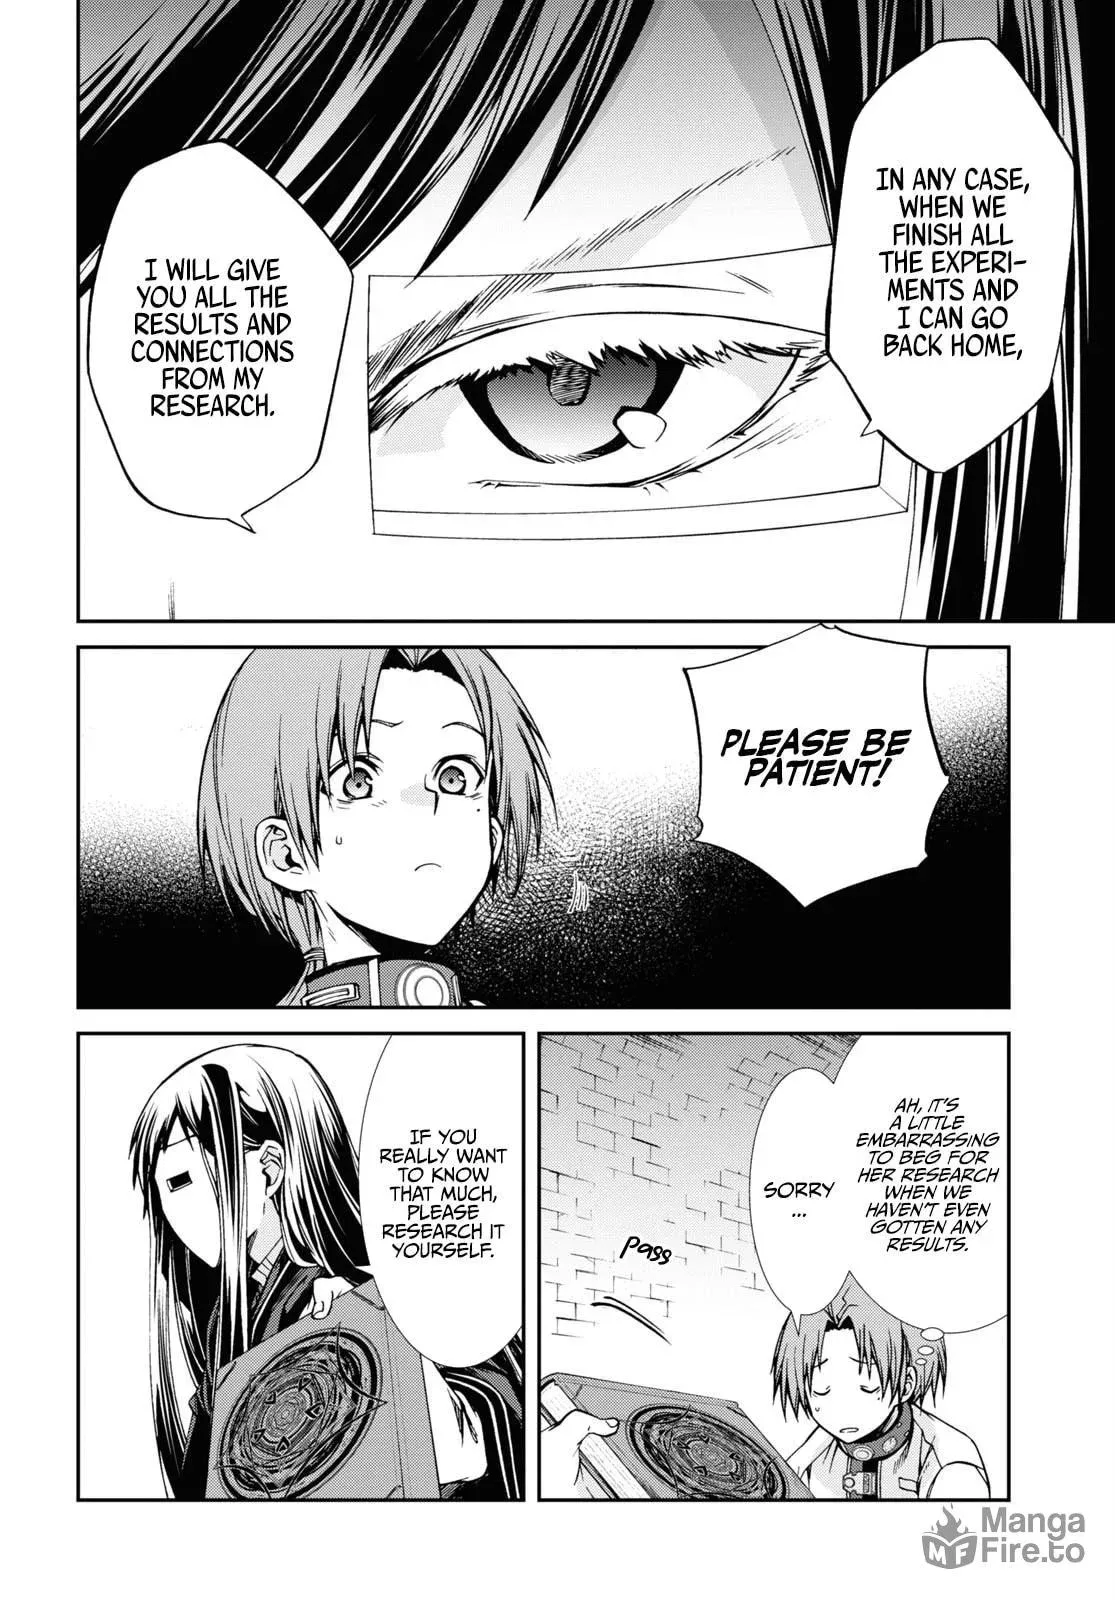 IN ANY CASE,
WHEN WE
FINISH ALL
THE EXPERI-
MENTS AND
I CAN GO
BACK HOME,
I WILL GIVE
YOU ALL THE
RESULTS AND
CONNECTIONS
FROM MY
RESEARCH.
PLEASE BE
PATIENT!
AH, IT'S
A LITTLE
EMBARRASSING
TO BEG FOR
HER RESEARCH
WHEN WE
HAVEN'T EVEN
GOTTEN ANY
RESULTS.
SORRY
...
pass
IF YOU
REALLY WANT
TO KNOW
THAT MUCH,
PLEASE
RESEARCH IT
YOURSELF.
MF
Manga
Fire.to